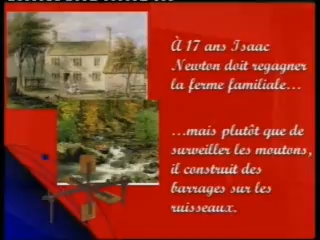 À 17 ans Isaac
Newton doit regagner
la ferme familiale...
...mais plutôt que de
surveiller les moutons,
il construit des
barrages sur les
ruisseaux.